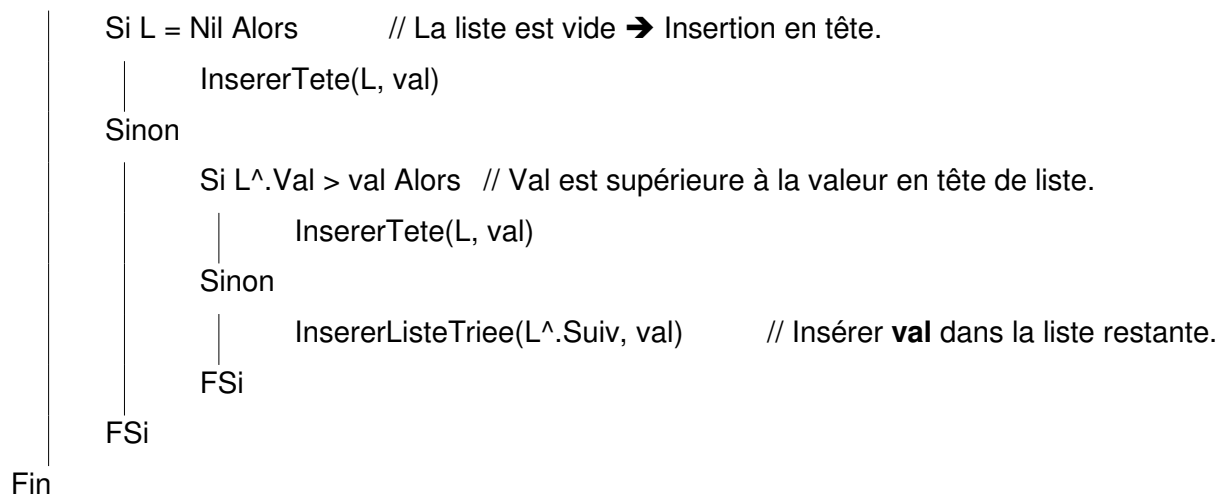 Si L = Nil Alors // La liste est vide ➔ Insertion en tête.
InsererTete(L, val)
Sinon
Si L^.Val > val Alors // Val est supérieure à la valeur en tête de liste.
InsererTete(L, val)
Sinon
InsererListeTriee(L^.Suiv, val) // Insérer val dans la liste restante.
FSi
FSi
Fin